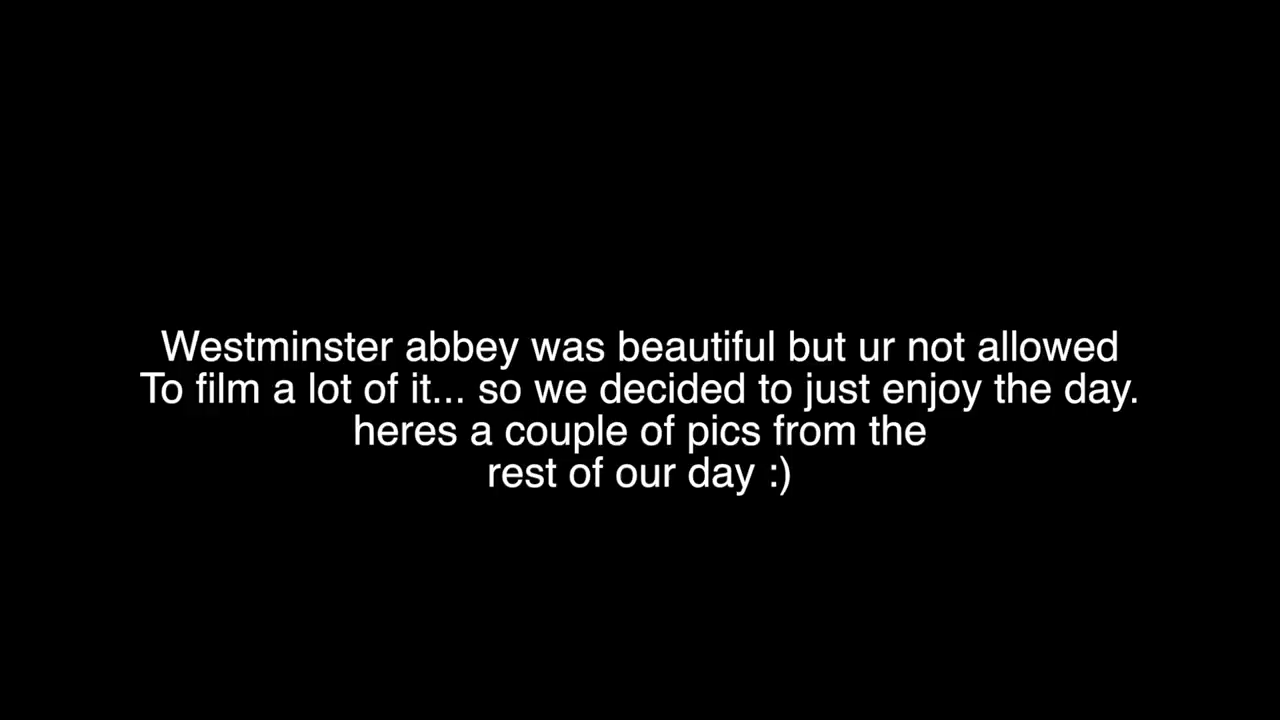 Westminster abbey was beautiful but ur not allowed
To film a lot of it... so we decided to just enjoy the day.
heres a couple of pics from the
rest of our day :)